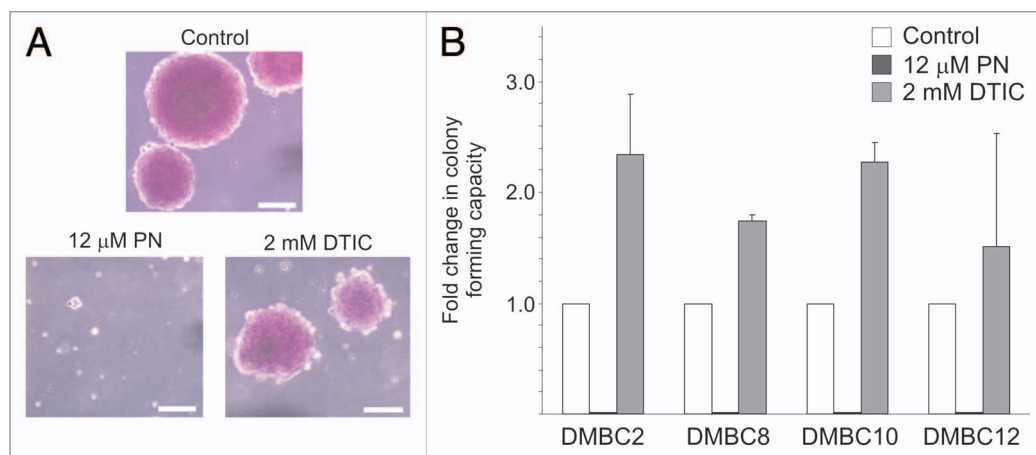 A
Control
12 μM PN
2 mM DTIC
B
Control
12 μM PN
2 mM DTIC
Fold change in colony
forming capacity
3.0
2.0
1.0
DMBC2
DMBC8
DMBC10
DMBC12